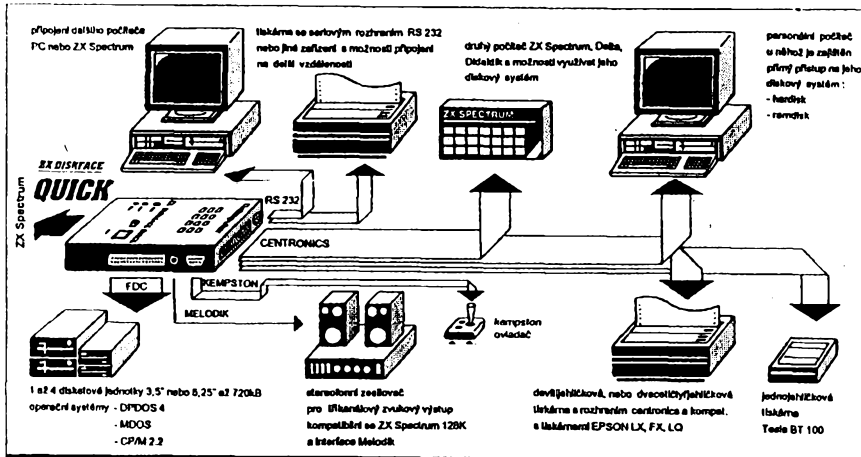 připojení dalšího počítače
PC nebo ZX Spectrum
tiskárna se seriovým rozhraním RS 232
nebo jiné zařízení s možností připojení
na delší vzdálenosti
druhý počítač ZX Spectrum, Delta,
Didaktik a možností využívat jeho
diskový systém
personální počítač
u něhož je zajištěn
přímý přístup na jeho
diskový systém :
- hardisk
- ramdisk
ZX SPECTRUM
ZX DISKFACE
QUICK
ZX Spectrum
RS 232
CENTRONICS
FDC
KEMPSTON
MELODIK
kempston
ovladač
1 až 4 disketové jednotky 3,5" nebo 5,25" až 720kB
operační systémy - DP'DOS 4
- MDOS
- CP/M 2.2
stereofonní zesilovač
pro tříkanálový zvukový výstup
kompatibilní se ZX Spectrum 128K
a Interface Melodik
devítijehličková, nebo dvacetičtyřjehličková
tiskárna s rozhraním centronics a kompat.
s tiskárnami EPSON LX, FX, LQ
jednojehličková
tiskárna
Tesla BT 100